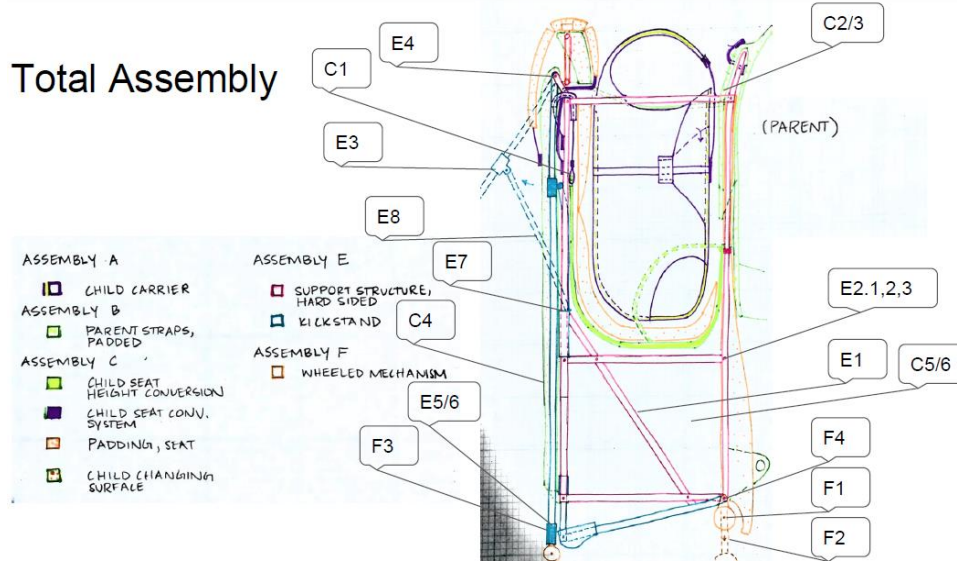 Total Assembly
E4
C1
C2/3
(PARENT)
E3
E8
E7
C4
E2.1,2,3
E1
C5/6
E5/6
F3
F4
F1
F2
ASSEMBLY A
CHILD CARRIER
ASSEMBLY B
PARENT STRAPS,
PADDED
ASSEMBLY C
CHILD SEAT
HEIGHT CONVERSION
CHILD SEAT CONV.
SYSTEM
PADDING, SEAT
CHILD CHANGING
SURFACE
ASSEMBLY E
SUPPORT STRUCTURE,
HARD SIDED
KICKSTAND
ASSEMBLY F
WHEELED MECHANISM